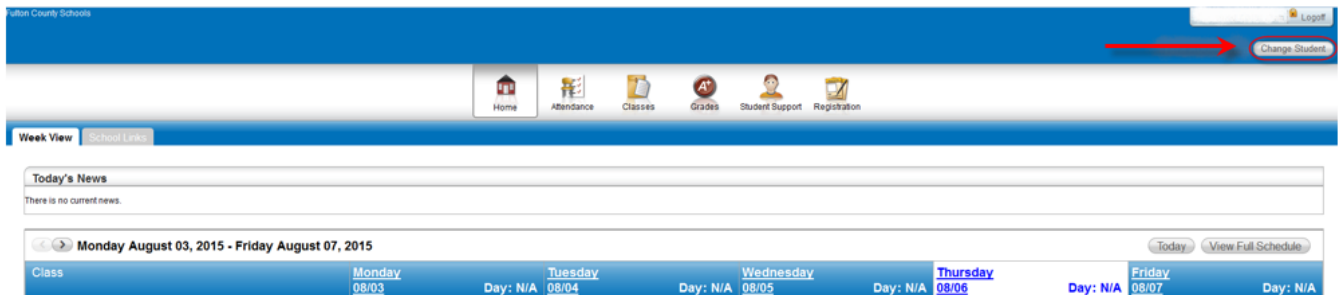 Fulton County Schools
Logoff
Change Student
Home Attendance Classes Grades Student Support Registration
Week View School Links
Today's News
There is no current news.
Monday August 03, 2015 - Friday August 07, 2015 Today View Full Schedule
Class Monday Tuesday Wednesday Thursday Friday
08/03 Day: N/A 08/04 Day: N/A 08/05 Day: N/A 08/06 Day: N/A 08/07 Day: N/A